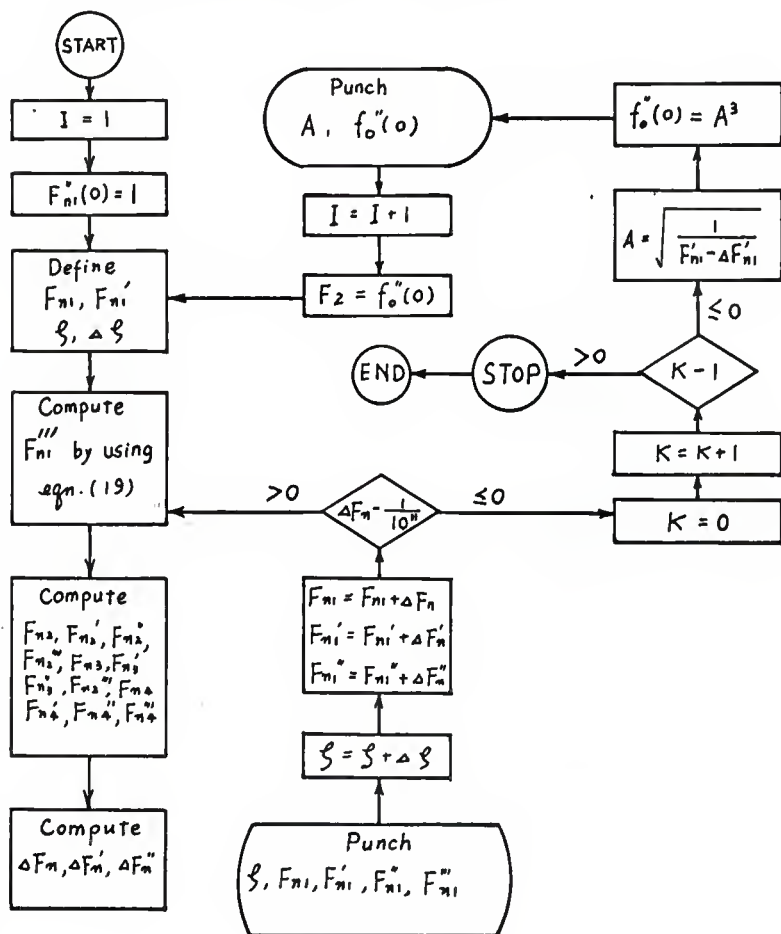 START
I = 1
F''n1(0) = 1
Define
Fn1, Fn1'
ξ, Δ ξ
Compute
Fn1''' by using
eqn. (19)
Compute
Fn2, Fn2', Fn2'',
Fn2''', Fn3, Fn3',
Fn3'', Fn3''', Fn4
Fn4', Fn4'', Fn4'''
Compute
ΔFn, ΔFn', ΔFn''
Punch
ξ, Fn1, Fn1', Fn1'', Fn1'''
ξ = ξ + Δ ξ
Fn1 = Fn1 + ΔFn
Fn1' = Fn1' + ΔFn'
Fn1'' = Fn1'' + ΔFn''
ΔFn - 1/10''
>0
≤0
K = 0
K = K + 1
K - 1
>0
STOP
END
≤0
A = √(1/(F'n1 - ΔF'n1))
f0''(0) = A³
Punch
A, f0''(0)
I = I + 1
F2 = f0''(0)